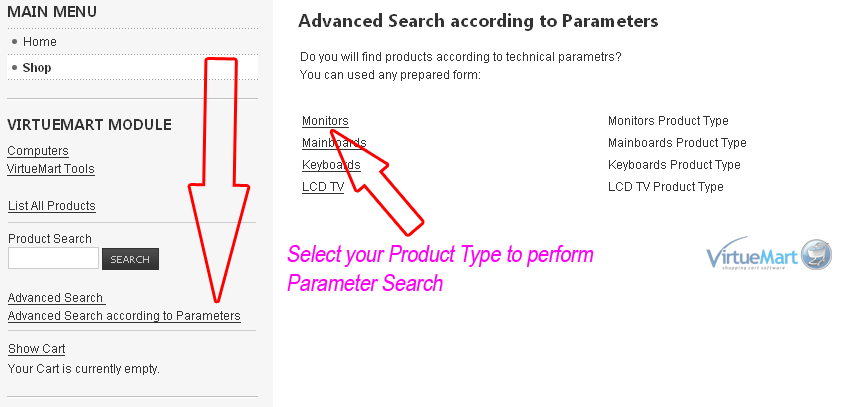 MAIN MENU
Home
Shop
VIRTUEMART MODULE
Computers
VirtueMart Tools
List All Products
Product Search
SEARCH
Advanced Search
Advanced Search according to Parameters
Show Cart
Your Cart is currently empty.
Advanced Search according to Parameters
Do you will find products according to technical parametrs?
You can used any prepared form:
Monitors Monitors Product Type
Mainboards Mainboards Product Type
Keyboards Keyboards Product Type
LCD TV LCD TV Product Type
Select your Product Type to perform
Parameter Search
VirtueMart
shopping cart software